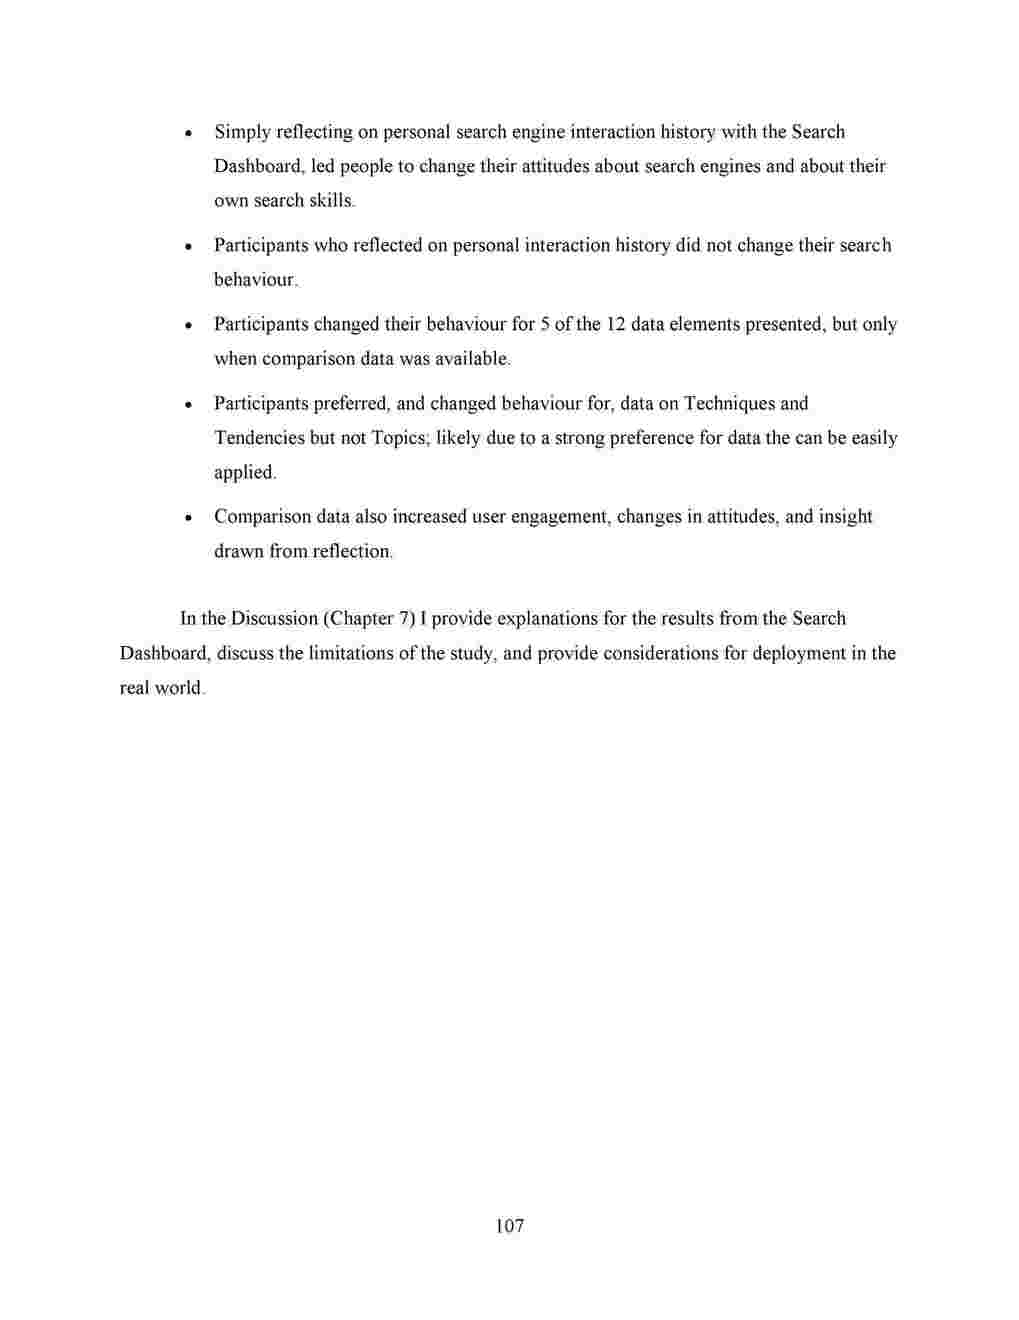 • Simply reflecting on personal search engine interaction history with the Search
Dashboard, led people to change their attitudes about search engines and about their
own search skills.
• Participants who reflected on personal interaction history did not change their search
behaviour.
• Participants changed their behaviour for 5 of the 12 data elements presented, but only
when comparison data was available.
• Participants preferred, and changed behaviour for, data on Techniques and
Tendencies but not Topics; likely due to a strong preference for data the can be easily
applied.
• Comparison data also increased user engagement, changes in attitudes, and insight
drawn from reflection.
In the Discussion (Chapter 7) I provide explanations for the results from the Search
Dashboard, discuss the limitations of the study, and provide considerations for deployment in the
real world.
107